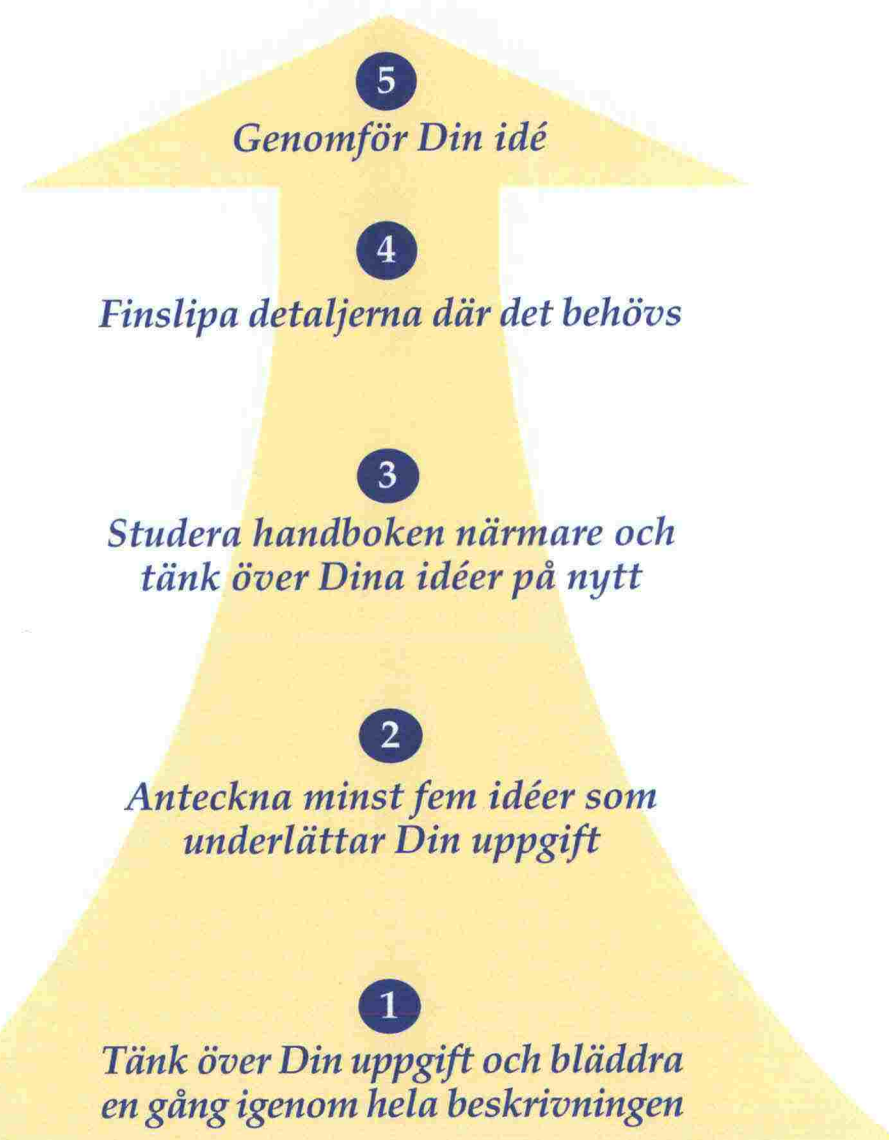 5
Genomför Din idé
4
Finslipa detaljerna där det behövs
3
Studera handboken närmare och
tänk över Dina idéer på nytt
2
Anteckna minst fem idéer som
underlättar Din uppgift
1
Tänk över Din uppgift och bläddra
en gång igenom hela beskrivningen